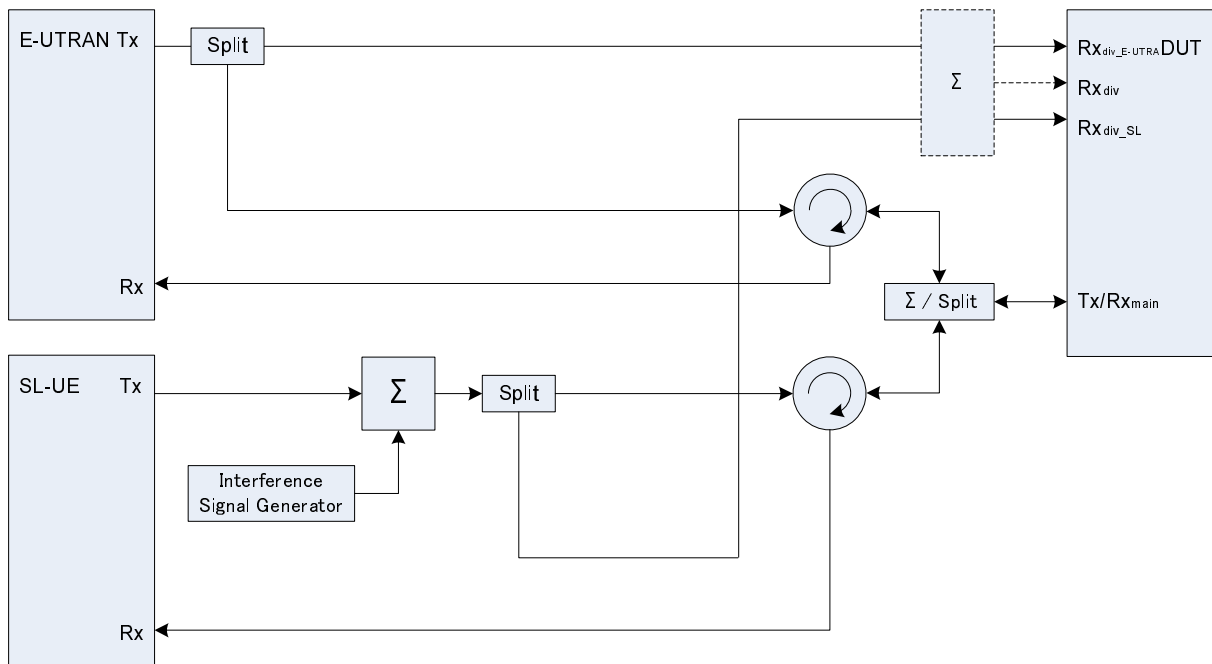 E-UTRAN Tx
Split
Σ
Rxdiv_E-UTRA DUT
Rxdiv
Rxdiv_SL
Rx
Σ / Split
Tx/Rxmain
SL-UE Tx
Σ
Split
Interference
Signal Generator
Rx